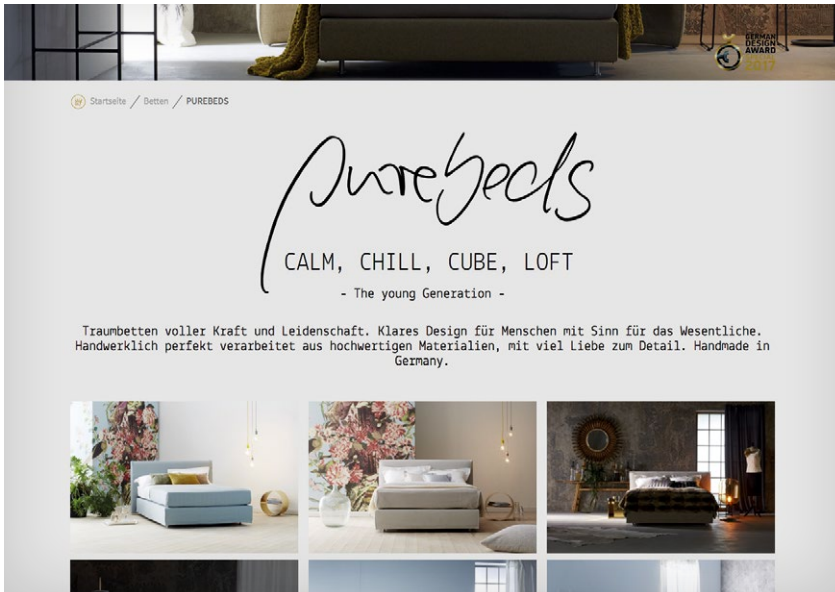 GERMAN
DESIGN
AWARD
SPECIAL
2017
Startseite / Betten / PUREBEDS
purebeds
CALM, CHILL, CUBE, LOFT
- The young Generation -
Traumbetten voller Kraft und Leidenschaft. Klares Design für Menschen mit Sinn für das Wesentliche.
Handwerklich perfekt verarbeitet aus hochwertigen Materialien, mit viel Liebe zum Detail. Handmade in
Germany.